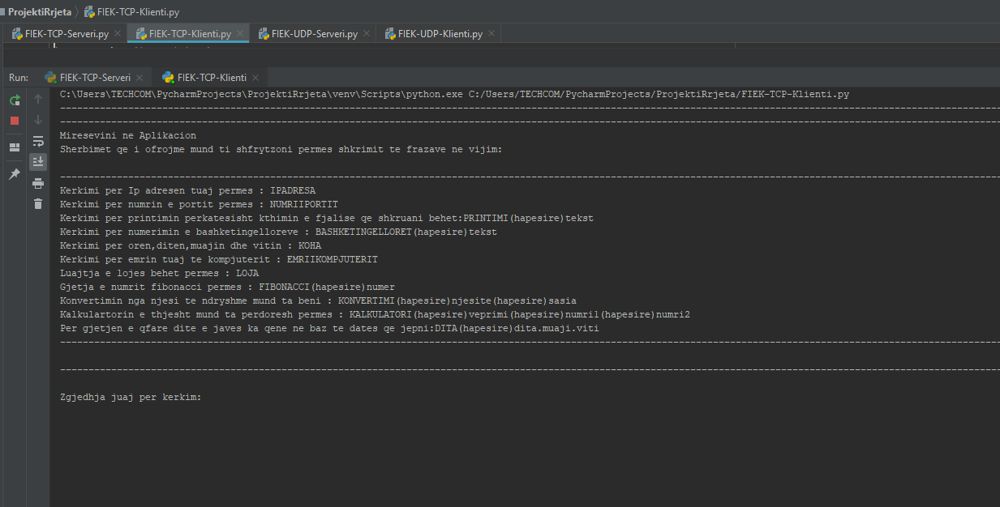 ProjektiRrjeta FIEK-TCP-Klienti.py
FIEK-TCP-Serveri.py FIEK-TCP-Klienti.py FIEK-UDP-Serveri.py FIEK-UDP-Klienti.py
Run: FIEK-TCP-Serveri FIEK-TCP-Klienti
C:\Users\TECHCOM\PycharmProjects\ProjektiRrjeta\venv\Scripts\python.exe C:/Users/TECHCOM/PycharmProjects/ProjektiRrjeta/FIEK-TCP-Klienti.py
Miresevini ne Aplikacion
Sherbimet qe i ofrojme mund ti shfrytzoni permes shkrimit te frazave ne vijim:
Kerkimi per Ip adresen tuaj permes : IPADRESA
Kerkimi per numrin e portit permes : NUMRIIPORTIT
Kerkimi per printimin perkatesisht kthimin e fjalise qe shkruani behet:PRINTIMI(hapesire)tekst
Kerkimi per numerimin e bashketingelloreve : BASHKETINGELLORET(hapesire)tekst
Kerkimi per oren,diten,muajin dhe vitin : KOHA
Kerkimi per emrin tuaj te kompjuterit : EMRIIKOMPJUTERIT
Luajtja e lojes behet permes : LOJA
Gjetja e numrit fibonacci permes : FIBONACCI(hapesire)numer
Konvertimin nga njesi te ndryshme mund ta beni : KONVERTIMI(hapesire)njesite(hapesire)sasia
Kalkulartorin e thjesht mund ta perdoresh permes : KALKULATORI(hapesire)veprimi(hapesire)numri1(hapesire)numri2
Per gjetjen e qfare dite e javes ka qene ne baz te dates qe jepni:DITA(hapesire)dita.muaji.viti
Zgjedhja juaj per kerkim: